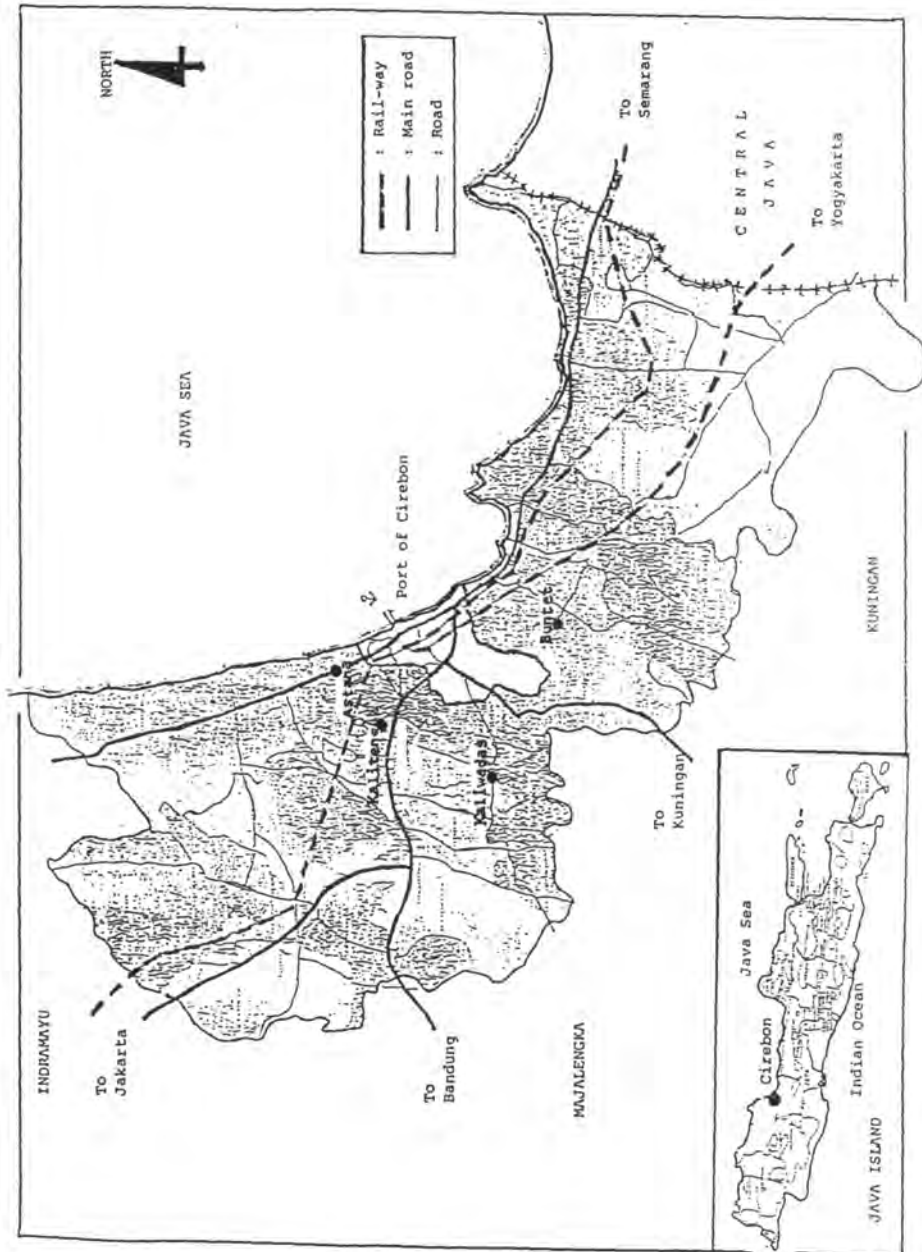 NORTH
: Rail-way
: Main road
: Road
JAVA SEA
INDRAMAYU
To
Jakarta
To
Bandung
MAJALENGKA
Astana
Kalitengah
Kaliwadas
Port of Cirebon
Buntet
To
Kuningan
KUNINGAN
To
Semarang
CENTRAL
JAVA
To
Yogyakarta
Java Sea
Cirebon
Indian Ocean
JAVA ISLAND